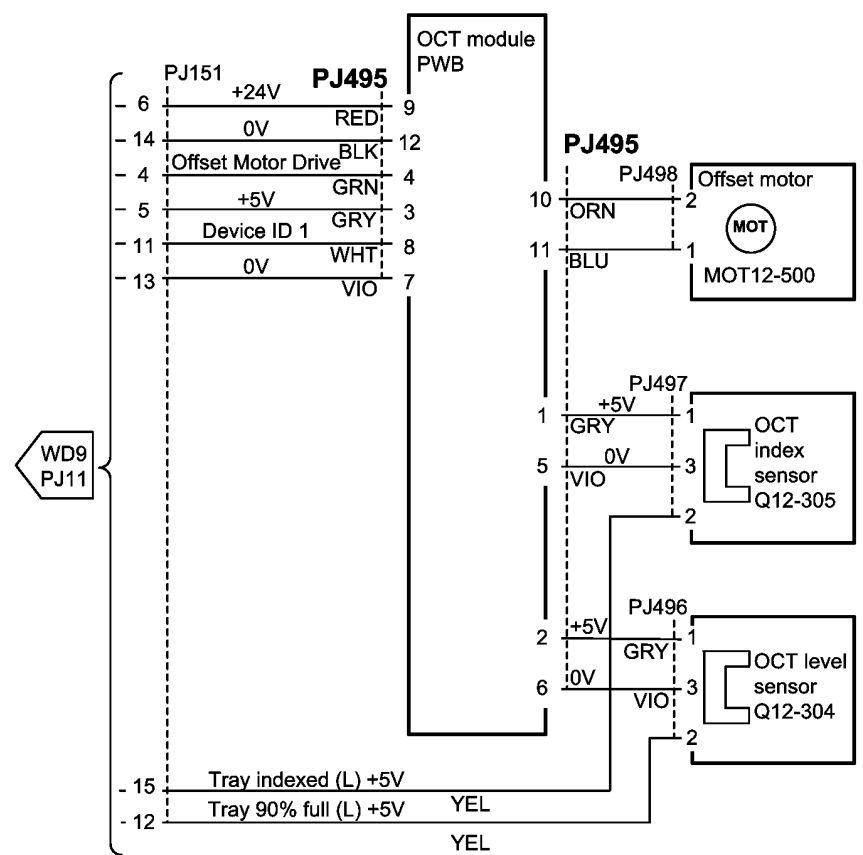 OCT module
PWB
PJ151
PJ495
6 +24V RED 9
14 0V BLK 12
4 Offset Motor Drive GRN 4
5 +5V GRY 3
11 Device ID 1 WHT 8
13 0V VIO 7
PJ495
PJ498
Offset motor
10 ORN 2
MOT
11 BLU 1
MOT12-500
PJ497
1 +5V GRY 1
OCT
index
sensor
Q12-305
5 0V VIO 3
2
WD9
PJ11
PJ496
2 +5V GRY 1
OCT level
sensor
Q12-304
6 0V VIO 3
2
15 Tray indexed (L) +5V YEL
12 Tray 90% full (L) +5V YEL